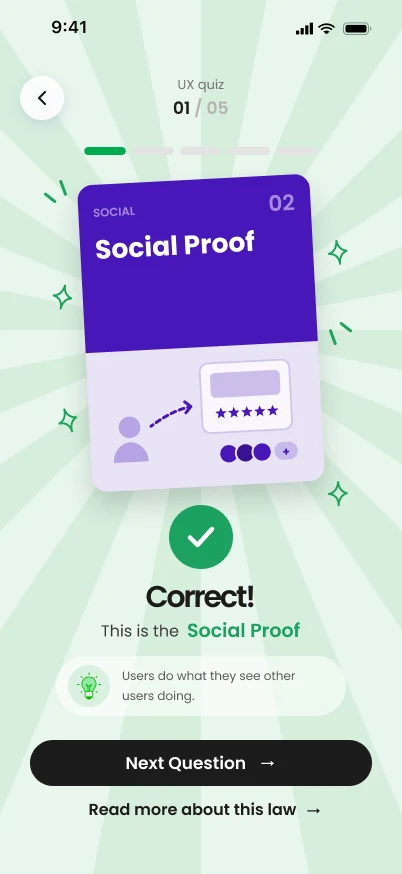 9:41
UX quiz
01 / 05
SOCIAL
02
Social Proof
+
Correct!
This is the Social Proof
Users do what they see other
users doing.
Next Question →
Read more about this law →